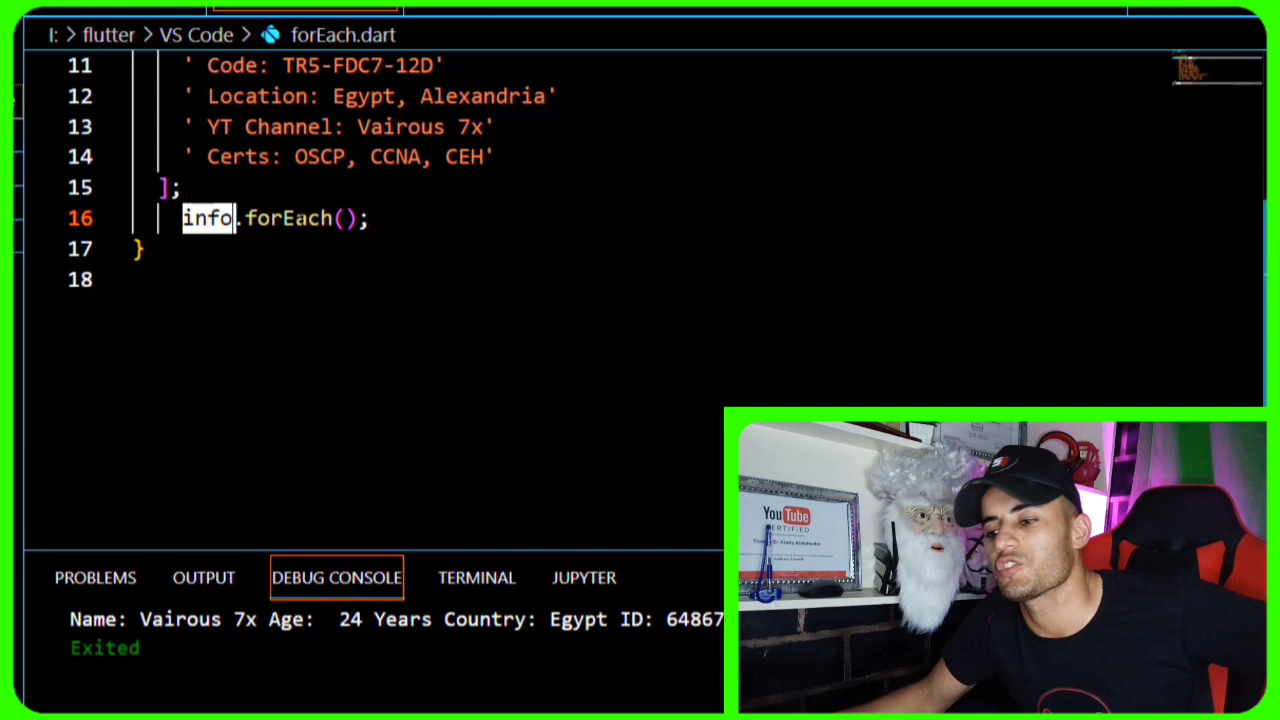 I: > flutter > VS Code > forEach.dart
11 ' Code: TR5-FDC7-12D'
12 ' Location: Egypt, Alexandria'
13 ' YT Channel: Vairous 7x'
14 ' Certs: OSCP, CCNA, CEH'
15 ];
16 info.forEach();
17 }
18
PROBLEMS OUTPUT DEBUG CONSOLE TERMINAL JUPYTER
Name: Vairous 7x Age: 24 Years Country: Egypt ID: 64867
Exited
YouTube
CERTIFIED